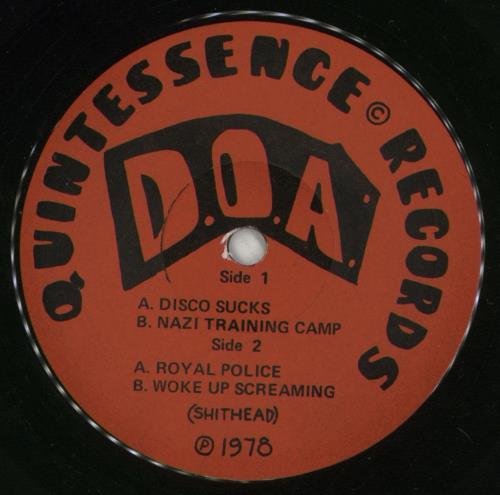 QUINTESSENCE © RECORDS
D.O.A.
Side 1
A. DISCO SUCKS
B. NAZI TRAINING CAMP
Side 2
A. ROYAL POLICE
B. WOKE UP SCREAMING
(SHITHEAD)
℗ 1978